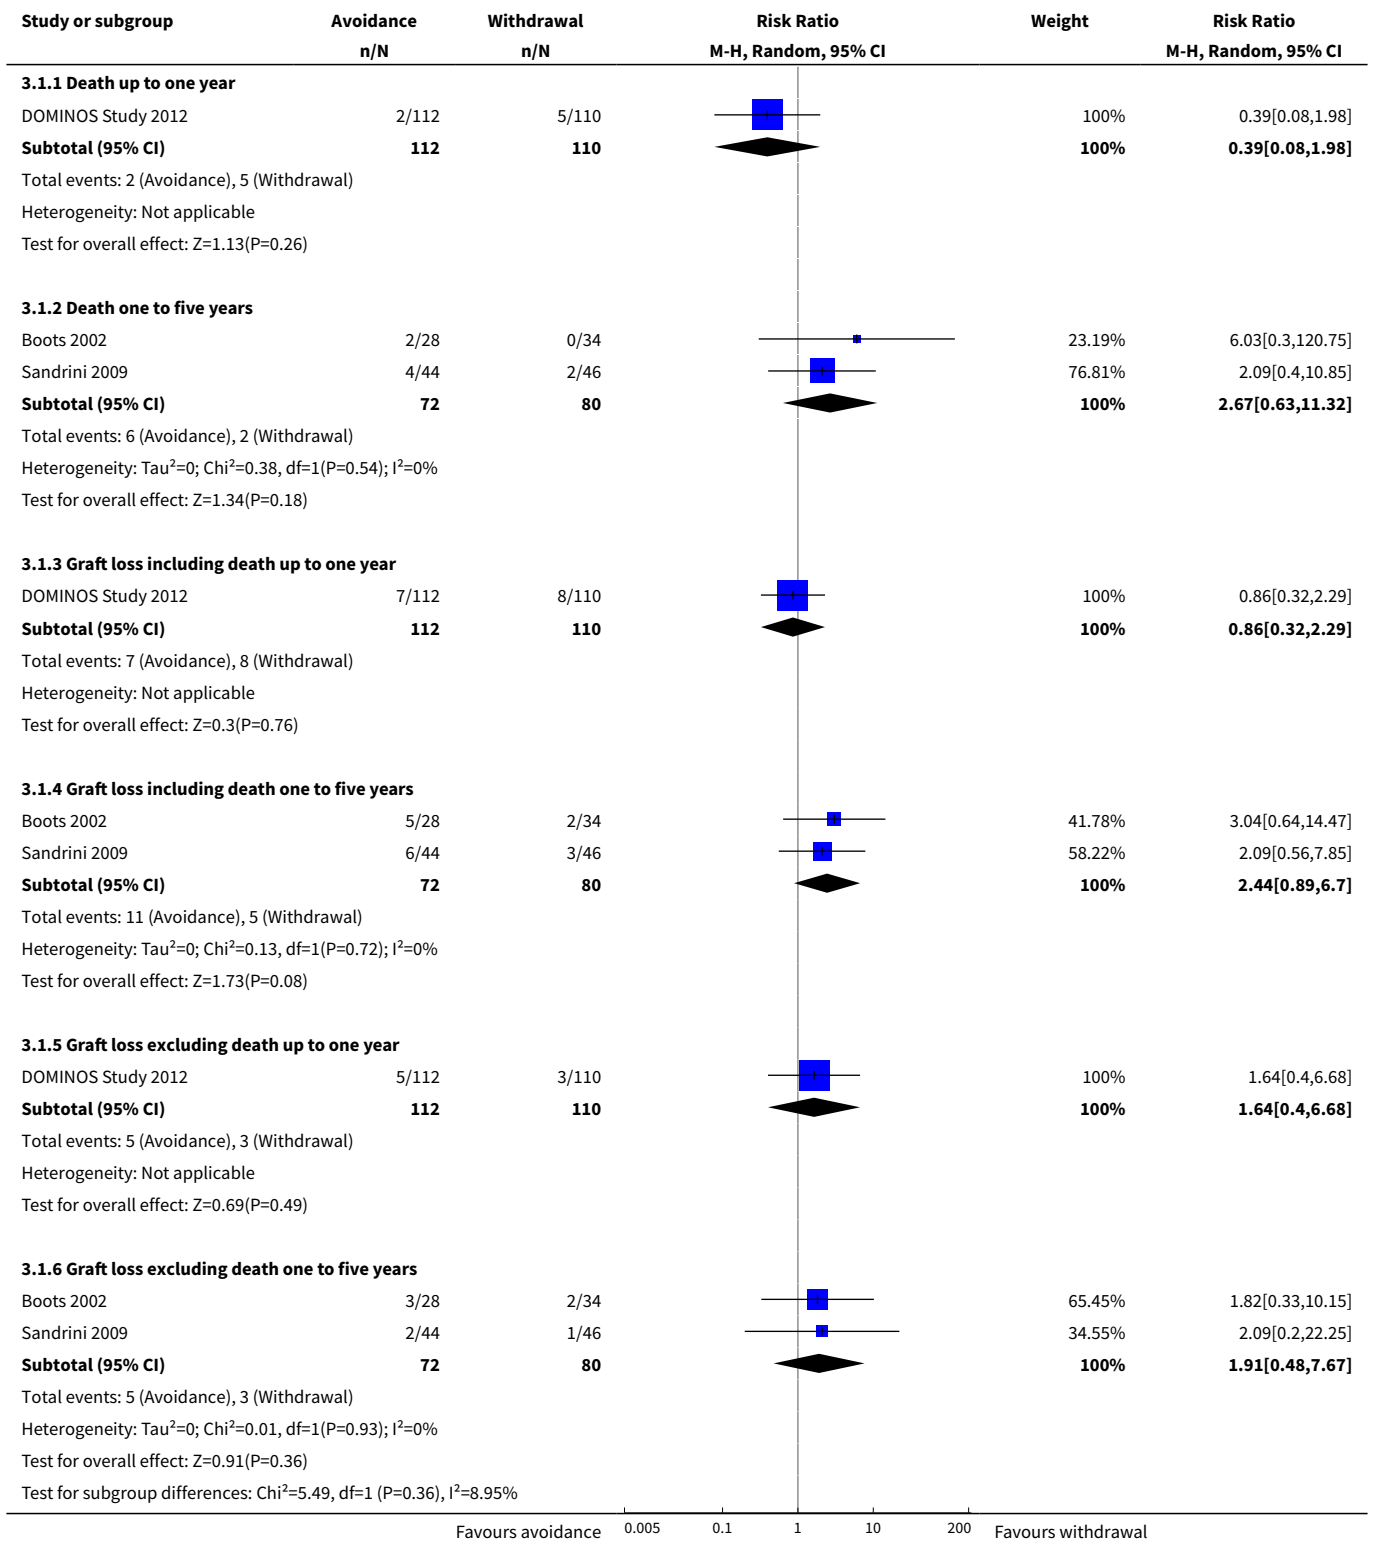 Study or subgroup Avoidance Withdrawal Risk Ratio Weight Risk Ratio
n/N n/N M-H, Random, 95% CI M-H, Random, 95% CI
3.1.1 Death up to one year
DOMINOS Study 2012 2/112 5/110 100% 0.39[0.08,1.98]
Subtotal (95% CI) 112 110 100% 0.39[0.08,1.98]
Total events: 2 (Avoidance), 5 (Withdrawal)
Heterogeneity: Not applicable
Test for overall effect: Z=1.13(P=0.26)
3.1.2 Death one to five years
Boots 2002 2/28 0/34 23.19% 6.03[0.3,120.75]
Sandrini 2009 4/44 2/46 76.81% 2.09[0.4,10.85]
Subtotal (95% CI) 72 80 100% 2.67[0.63,11.32]
Total events: 6 (Avoidance), 2 (Withdrawal)
Heterogeneity: Tau²=0; Chi²=0.38, df=1(P=0.54); I²=0%
Test for overall effect: Z=1.34(P=0.18)
3.1.3 Graft loss including death up to one year
DOMINOS Study 2012 7/112 8/110 100% 0.86[0.32,2.29]
Subtotal (95% CI) 112 110 100% 0.86[0.32,2.29]
Total events: 7 (Avoidance), 8 (Withdrawal)
Heterogeneity: Not applicable
Test for overall effect: Z=0.3(P=0.76)
3.1.4 Graft loss including death one to five years
Boots 2002 5/28 2/34 41.78% 3.04[0.64,14.47]
Sandrini 2009 6/44 3/46 58.22% 2.09[0.56,7.85]
Subtotal (95% CI) 72 80 100% 2.44[0.89,6.7]
Total events: 11 (Avoidance), 5 (Withdrawal)
Heterogeneity: Tau²=0; Chi²=0.13, df=1(P=0.72); I²=0%
Test for overall effect: Z=1.73(P=0.08)
3.1.5 Graft loss excluding death up to one year
DOMINOS Study 2012 5/112 3/110 100% 1.64[0.4,6.68]
Subtotal (95% CI) 112 110 100% 1.64[0.4,6.68]
Total events: 5 (Avoidance), 3 (Withdrawal)
Heterogeneity: Not applicable
Test for overall effect: Z=0.69(P=0.49)
3.1.6 Graft loss excluding death one to five years
Boots 2002 3/28 2/34 65.45% 1.82[0.33,10.15]
Sandrini 2009 2/44 1/46 34.55% 2.09[0.2,22.25]
Subtotal (95% CI) 72 80 100% 1.91[0.48,7.67]
Total events: 5 (Avoidance), 3 (Withdrawal)
Heterogeneity: Tau²=0; Chi²=0.01, df=1(P=0.93); I²=0%
Test for overall effect: Z=0.91(P=0.36)
Test for subgroup differences: Chi²=5.49, df=1 (P=0.36), I²=8.95%
Favours avoidance 0.005 0.1 1 10 200 Favours withdrawal